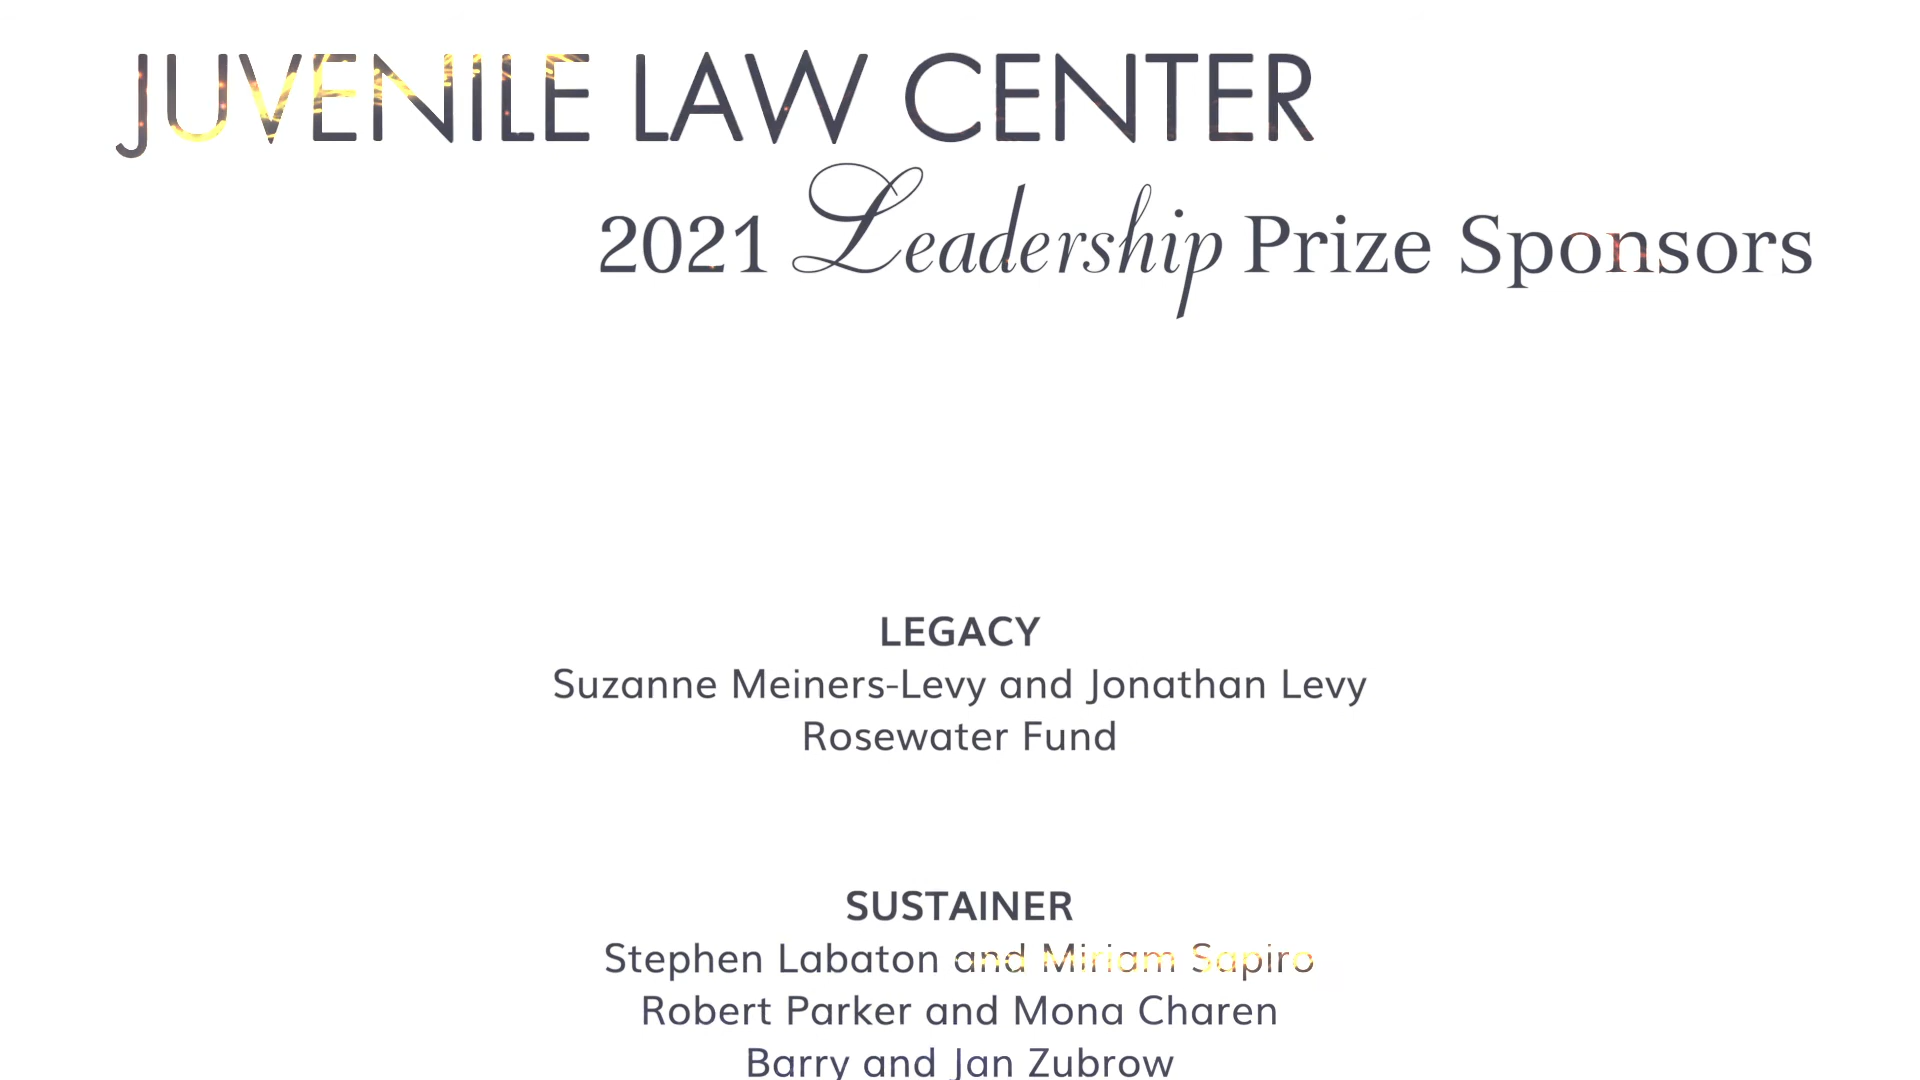 JUVENILE LAW CENTER
2021 Leadership Prize Sponsors
LEGACY
Suzanne Meiners-Levy and Jonathan Levy
Rosewater Fund
SUSTAINER
Stephen Labaton and Miriam Sapiro
Robert Parker and Mona Charen
Barry and Jan Zubrow